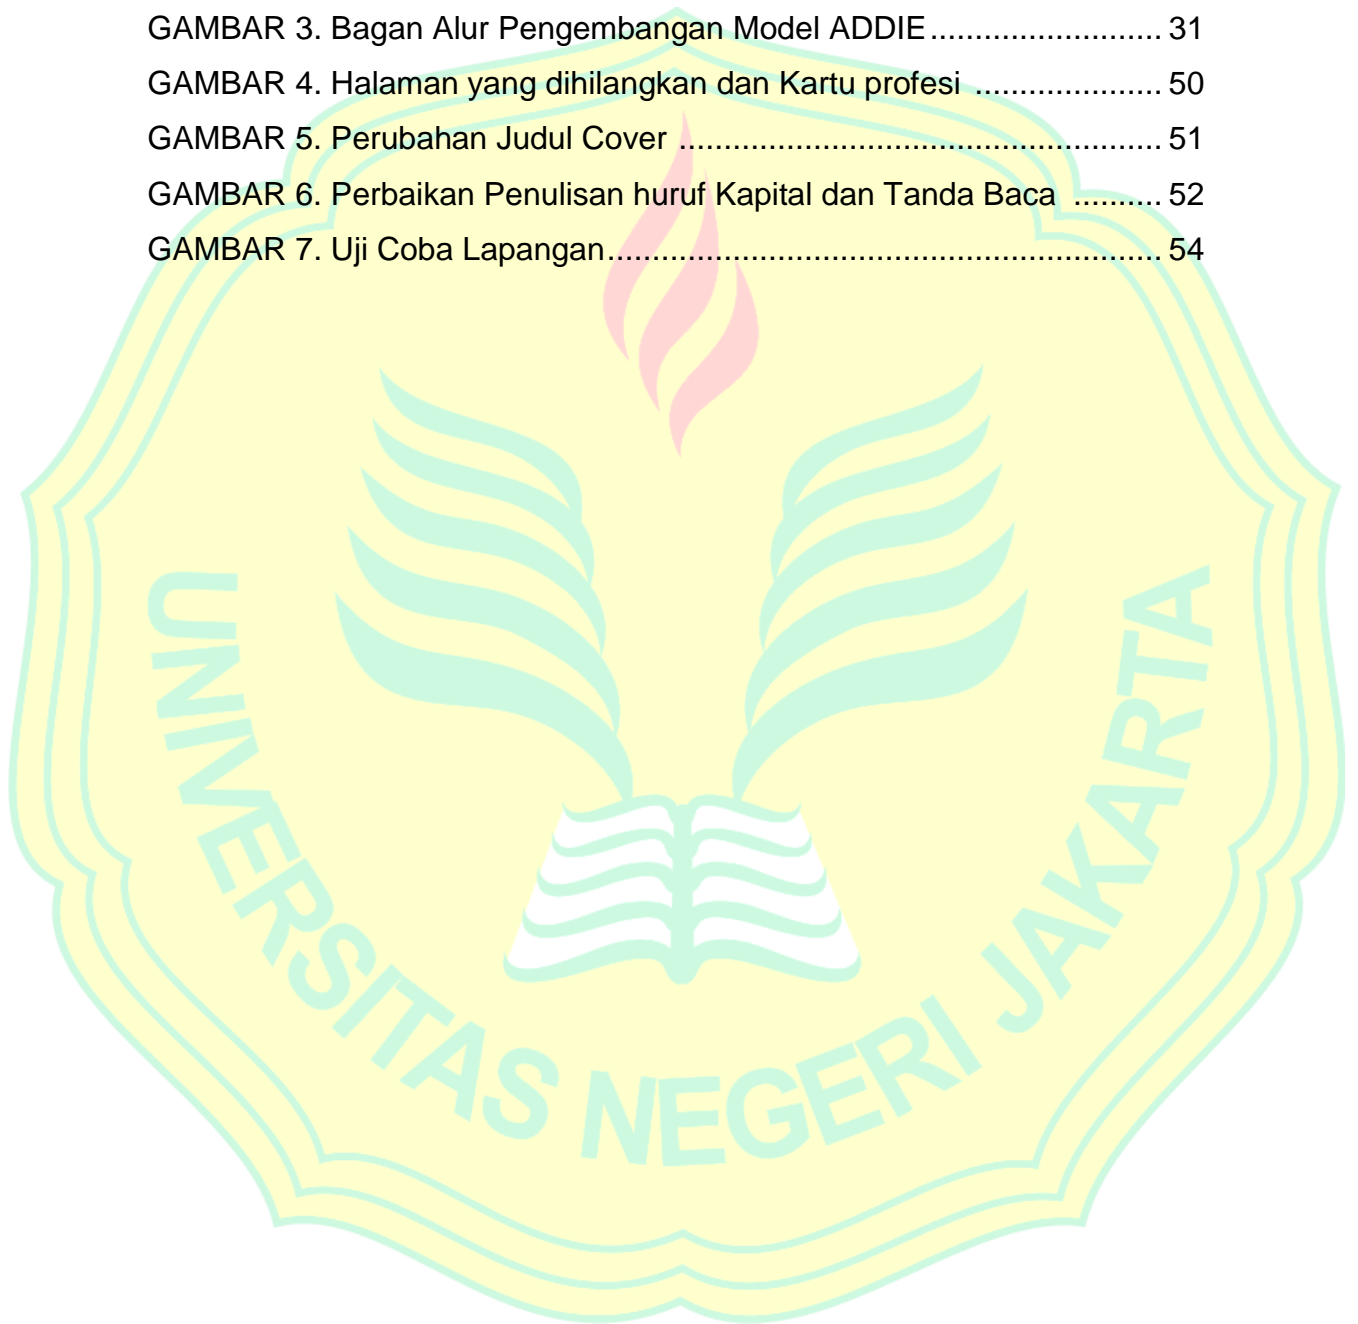 GAMBAR 3. Bagan Alur Pengembangan Model ADDIE.......................... 31
GAMBAR 4. Halaman yang dihilangkan dan Kartu profesi ..................... 50
GAMBAR 5. Perubahan Judul Cover ...................................................... 51
GAMBAR 6. Perbaikan Penulisan huruf Kapital dan Tanda Baca .......... 52
GAMBAR 7. Uji Coba Lapangan.............................................................. 54
UNIVERSITAS NEGERI JAKARTA